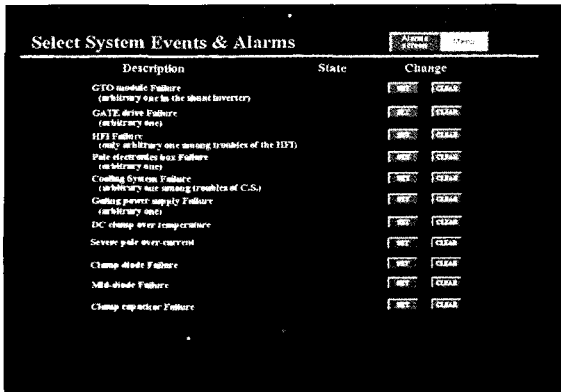 Select System Events & Alarms
Alarms screen
Menu
Description State Change
GTO module Failure SET CLEAR
(arbitrary one in the shunt inverter)
GATE drive Failure SET CLEAR
(arbitrary one)
HFI Failure SET CLEAR
(only arbitrary one among troubles of the HFI)
Pole electronics box Failure SET CLEAR
(arbitrary one)
Cooling System Failure SET CLEAR
(arbitrary one among troubles of C.S.)
Gating power supply Failure SET CLEAR
(arbitrary one)
DC clamp over temperature SET CLEAR
Severe pole over-current SET CLEAR
Clamp diode Failure SET CLEAR
Mid-diode Failure SET CLEAR
Clamp capacitor Failure SET CLEAR